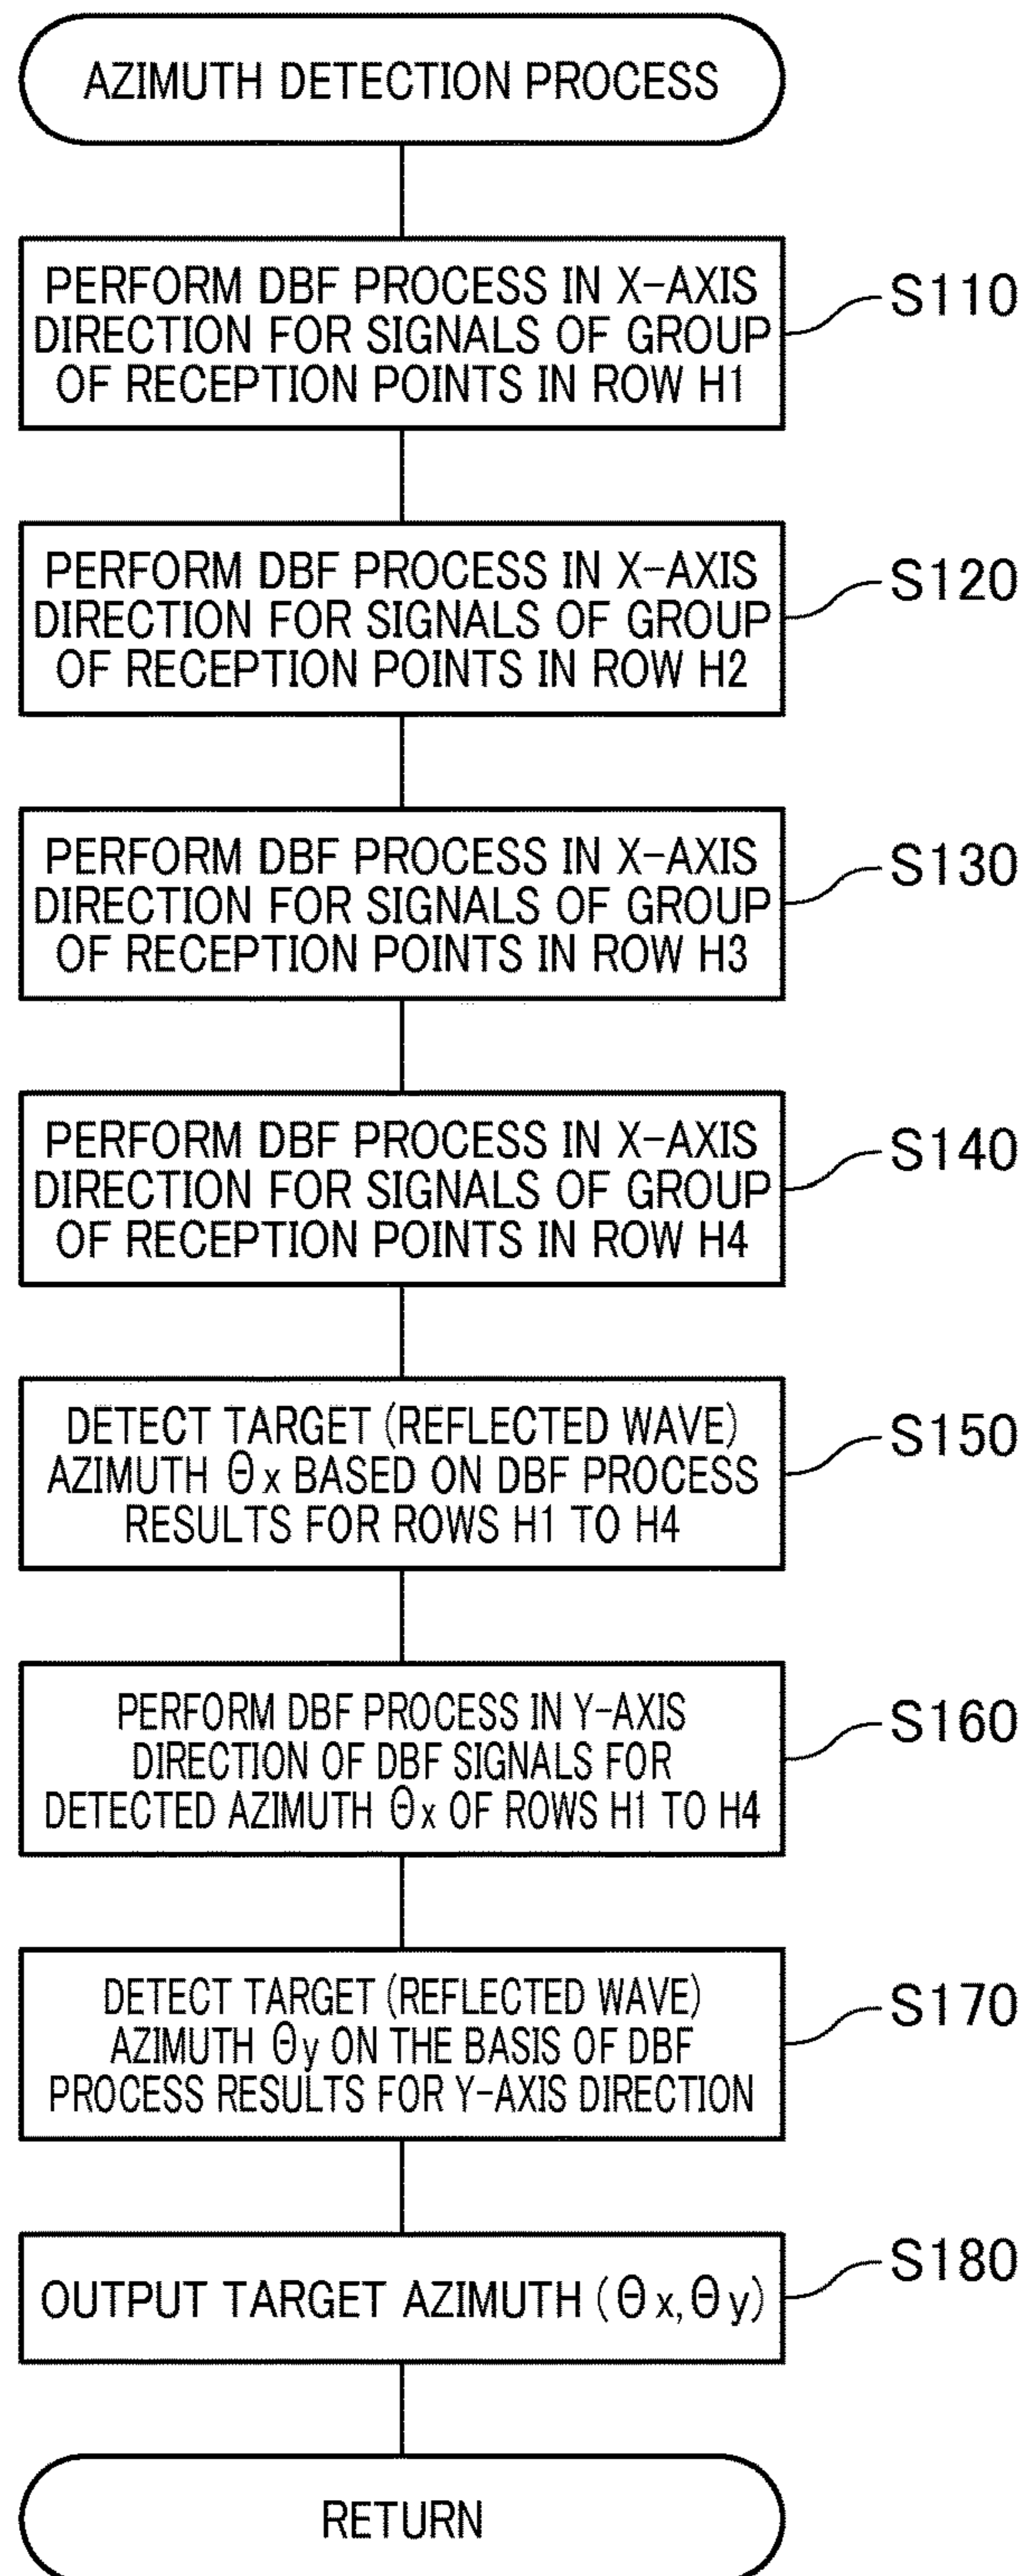 AZIMUTH DETECTION PROCESS
PERFORM DBF PROCESS IN X-AXIS
DIRECTION FOR SIGNALS OF GROUP
OF RECEPTION POINTS IN ROW H1
S110
PERFORM DBF PROCESS IN X-AXIS
DIRECTION FOR SIGNALS OF GROUP
OF RECEPTION POINTS IN ROW H2
S120
PERFORM DBF PROCESS IN X-AXIS
DIRECTION FOR SIGNALS OF GROUP
OF RECEPTION POINTS IN ROW H3
S130
PERFORM DBF PROCESS IN X-AXIS
DIRECTION FOR SIGNALS OF GROUP
OF RECEPTION POINTS IN ROW H4
S140
DETECT TARGET (REFLECTED WAVE)
AZIMUTH θx BASED ON DBF PROCESS
RESULTS FOR ROWS H1 TO H4
S150
PERFORM DBF PROCESS IN Y-AXIS
DIRECTION OF DBF SIGNALS FOR
DETECTED AZIMUTH θx OF ROWS H1 TO H4
S160
DETECT TARGET (REFLECTED WAVE)
AZIMUTH θy ON THE BASIS OF DBF
PROCESS RESULTS FOR Y-AXIS DIRECTION
S170
OUTPUT TARGET AZIMUTH (θx,θy)
S180
RETURN